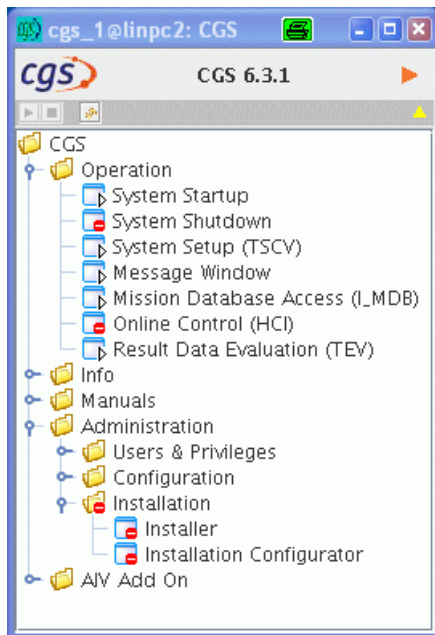 cgs_1@linpc2: CGS
cgs CGS 6.3.1
CGS
Operation
System Startup
System Shutdown
System Setup (TSCV)
Message Window
Mission Database Access (I_MDB)
Online Control (HCI)
Result Data Evaluation (TEV)
Info
Manuals
Administration
Users & Privileges
Configuration
Installation
Installer
Installation Configurator
AIV Add On